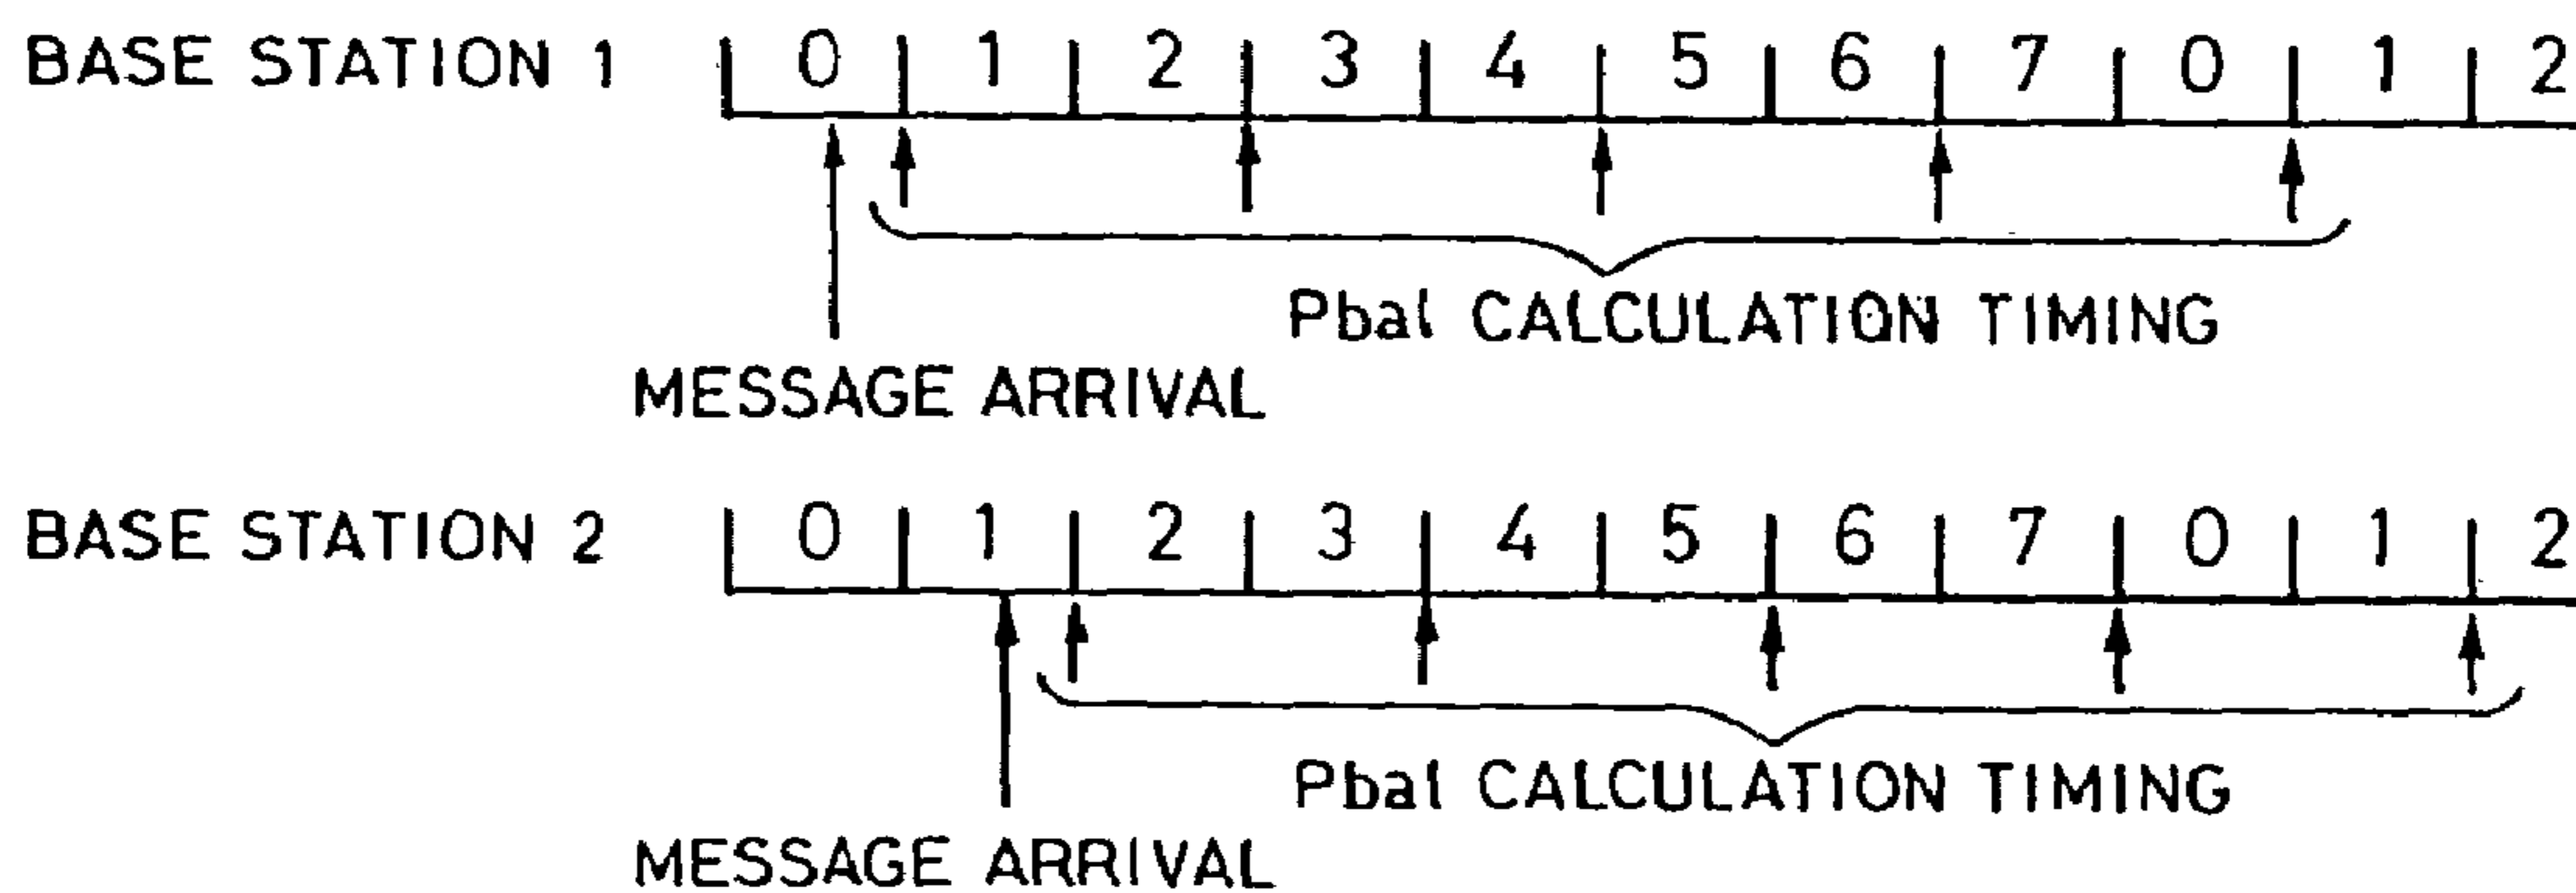 BASE STATION 1 0 1 2 3 4 5 6 7 0 1 2
Pbal CALCULATION TIMING
MESSAGE ARRIVAL
BASE STATION 2 0 1 2 3 4 5 6 7 0 1 2
Pbal CALCULATION TIMING
MESSAGE ARRIVAL